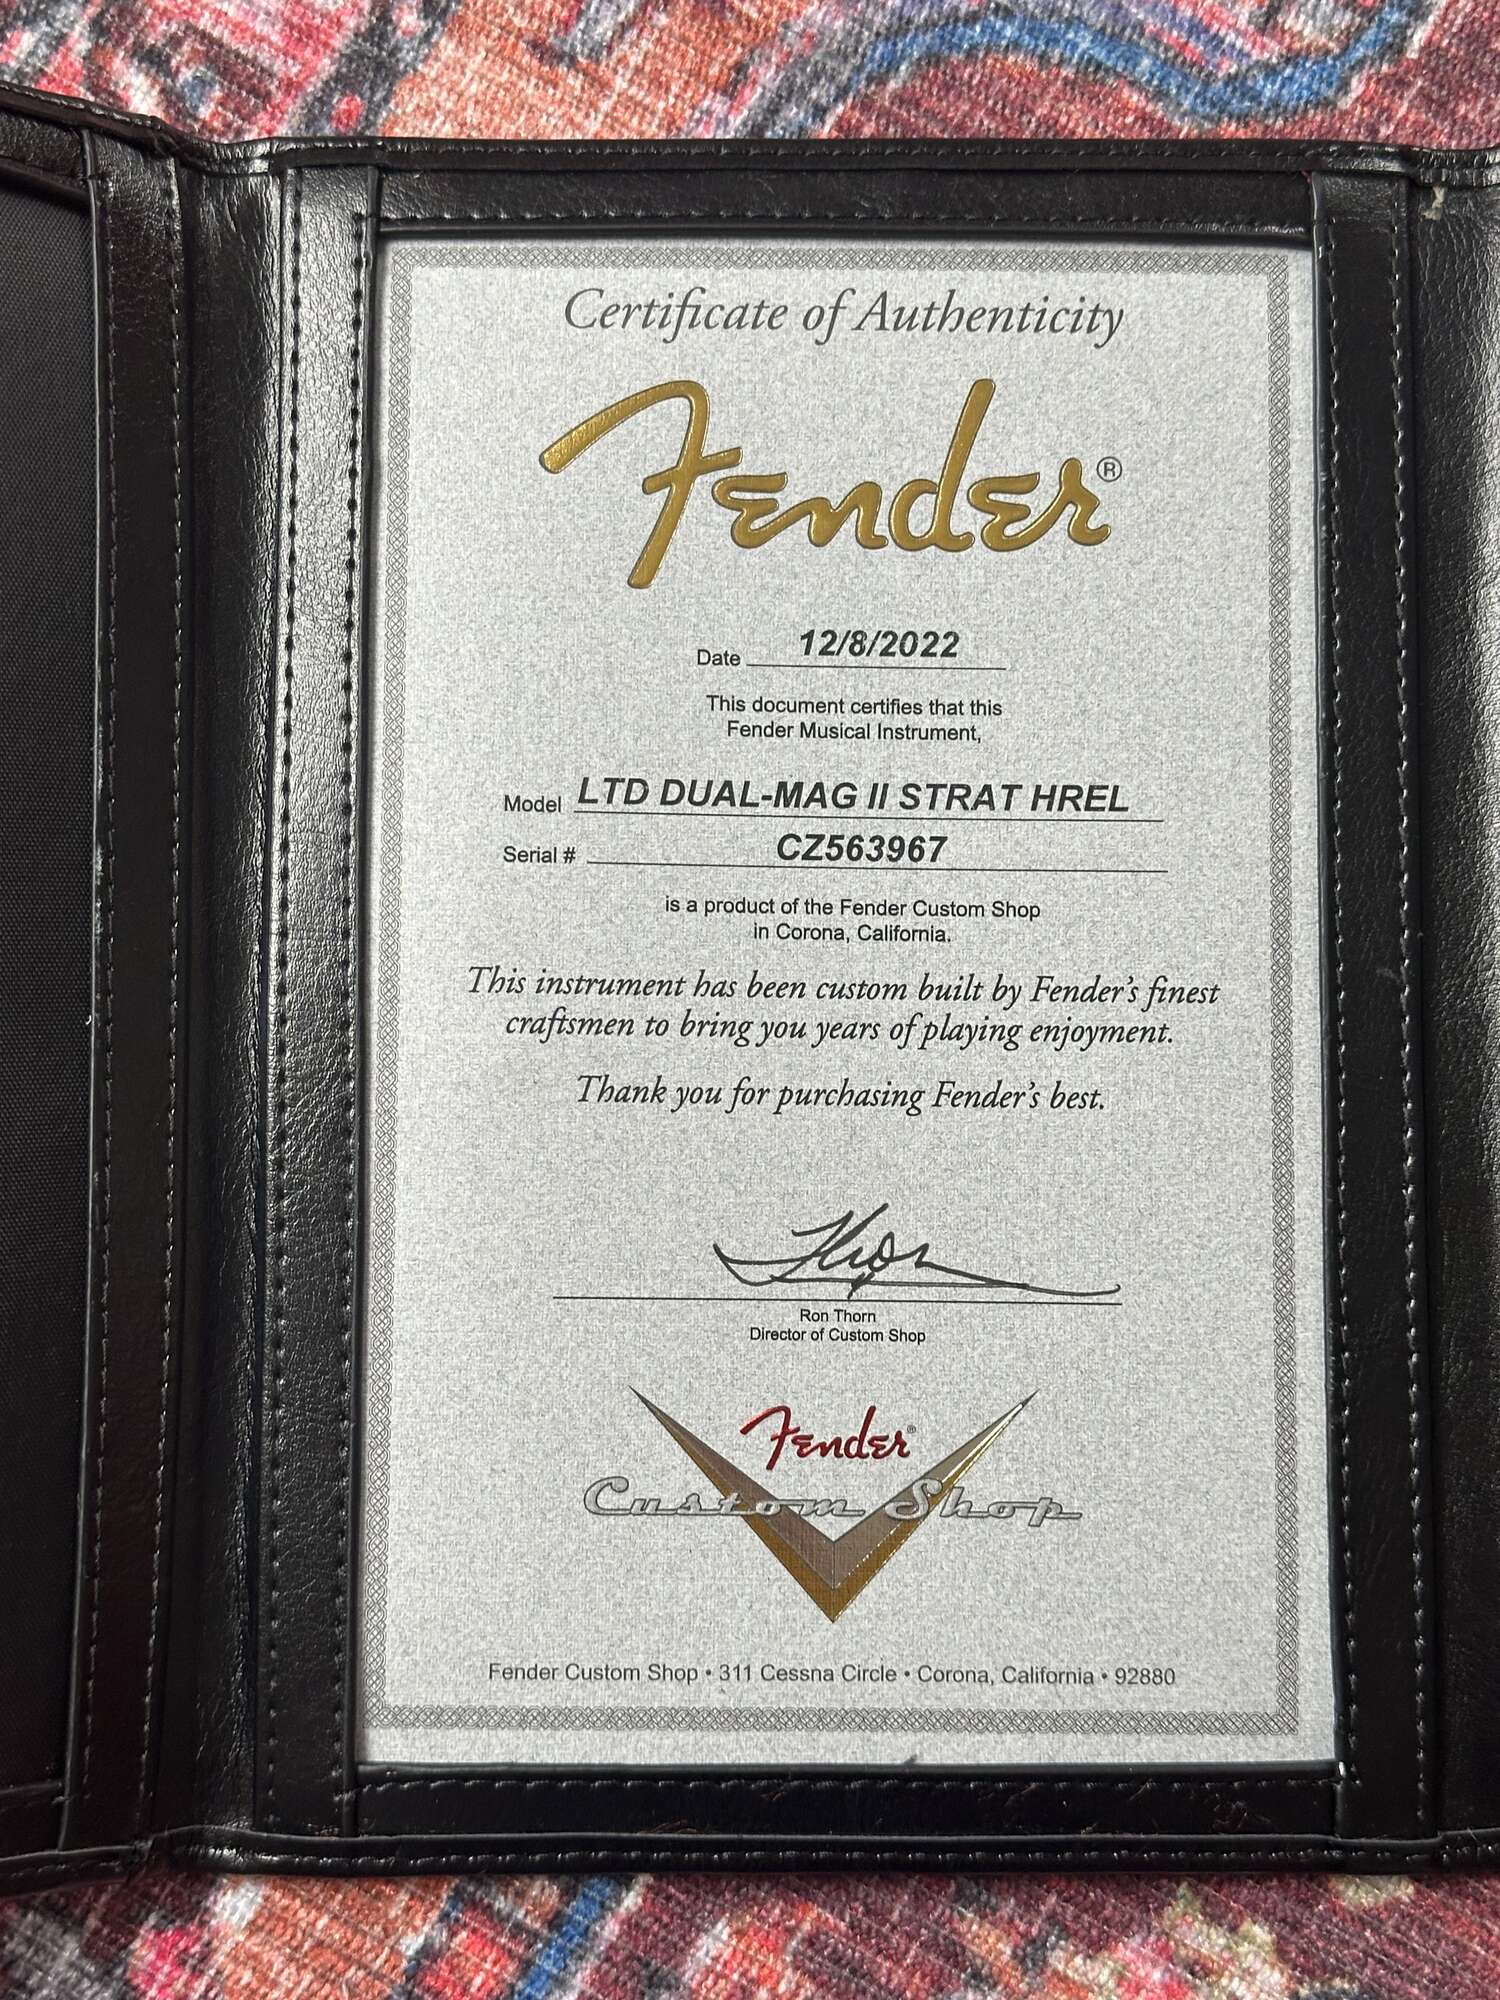 Certificate of Authenticity
Fender®
Date 12/8/2022
This document certifies that this
Fender Musical Instrument,
Model LTD DUAL-MAG II STRAT HREL
Serial # CZ563967
is a product of the Fender Custom Shop
in Corona, California.
This instrument has been custom built by Fender's finest
craftsmen to bring you years of playing enjoyment.
Thank you for purchasing Fender's best.
Thorn
Ron Thorn
Director of Custom Shop
Fender®
Custom Shop
Fender Custom Shop • 311 Cessna Circle • Corona, California • 92880